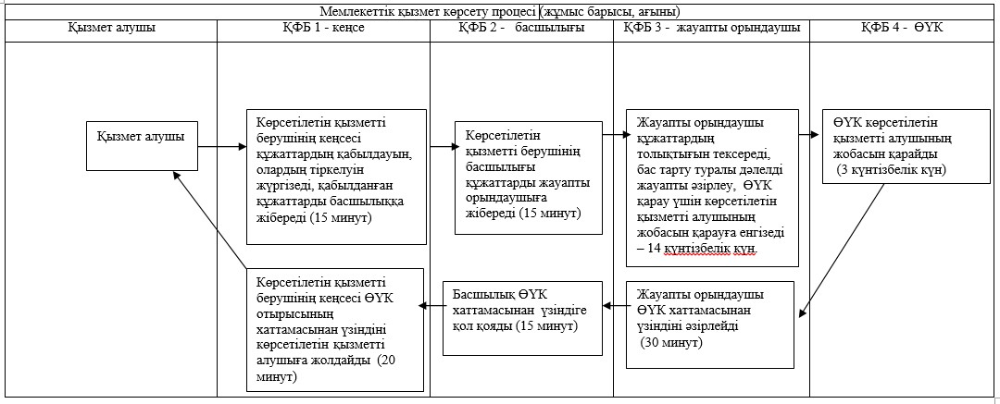 Мемлекеттік қызмет көрсету процесі (жұмыс барысы, ағыны)
Қызмет алушы
ҚФБ 1 - кеңсе
ҚФБ 2 - басшылығы
ҚФБ 3 - жауапты орындаушы
ҚФБ 4 - ӨҮК
Қызмет алушы
Көрсетілетін қызметті
берушінің кеңсесі
құжаттардың қабылдауын,
олардың тіркелуін
жүргізеді, қабылданған
құжаттарды басшылыққа
жібереді (15 минут)
Көрсетілетін
қызметті берушінің
басшылығы
құжаттарды жауапты
орындаушыға
жібереді (15 минут)
Жауапты орындаушы
құжаттардың
толықтығын тексереді,
бас тарту туралы дәлелді
жауапты әзірлеу, ӨҮК
қарау үшін көрсетілетін
қызметті алушының
жобасын қарауға енгізеді
– 14 күнтізбелік күн.
ӨҮК көрсетілетін
қызметті алушының
жобасын қарайды
(3 күнтізбелік күн)
Көрсетілетін қызметті
берушінің кеңсесі ӨҮК
отырысының
хаттамасынан үзіндіні
көрсетілетін қызметті
алушыға жолдайды (20
минут)
Басшылық ӨҮК
хаттамасынан үзіндіге
қол қояды (15 минут)
Жауапты орындаушы
ӨҮК хаттамасынан
үзіндіні әзірлейді
(30 минут)